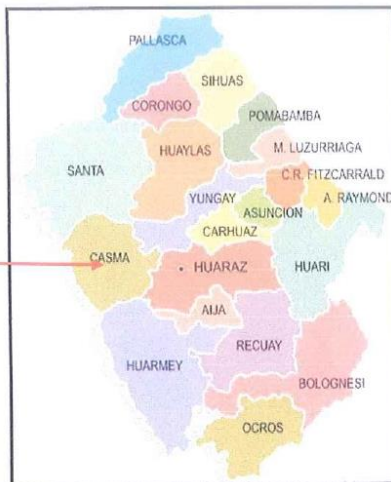 PALLASCA
SIHUAS
CORONGO
POMABAMBA
HUAYLAS
M. LUZURRIAGA
SANTA
C.R. FITZCARRALD
YUNGAY
A. RAYMOND
ASUNCION
CARHUAZ
CASMA
HUARAZ
HUARI
AIJA
RECUAY
HUARMEY
BOLOGNESI
OCROS